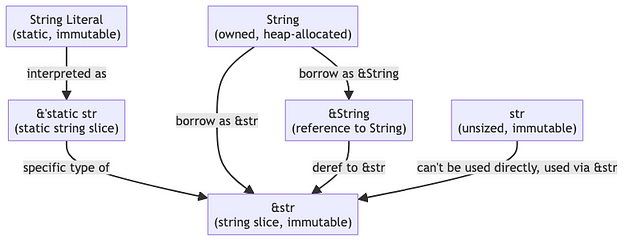 String Literal
(static, immutable)
String
(owned, heap-allocated)
interpreted as
borrow as &String
&'static str
(static string slice)
borrow as &str
&String
(reference to String)
str
(unsized, immutable)
specific type of
deref to &str
can't be used directly, used via &str
&str
(string slice, immutable)